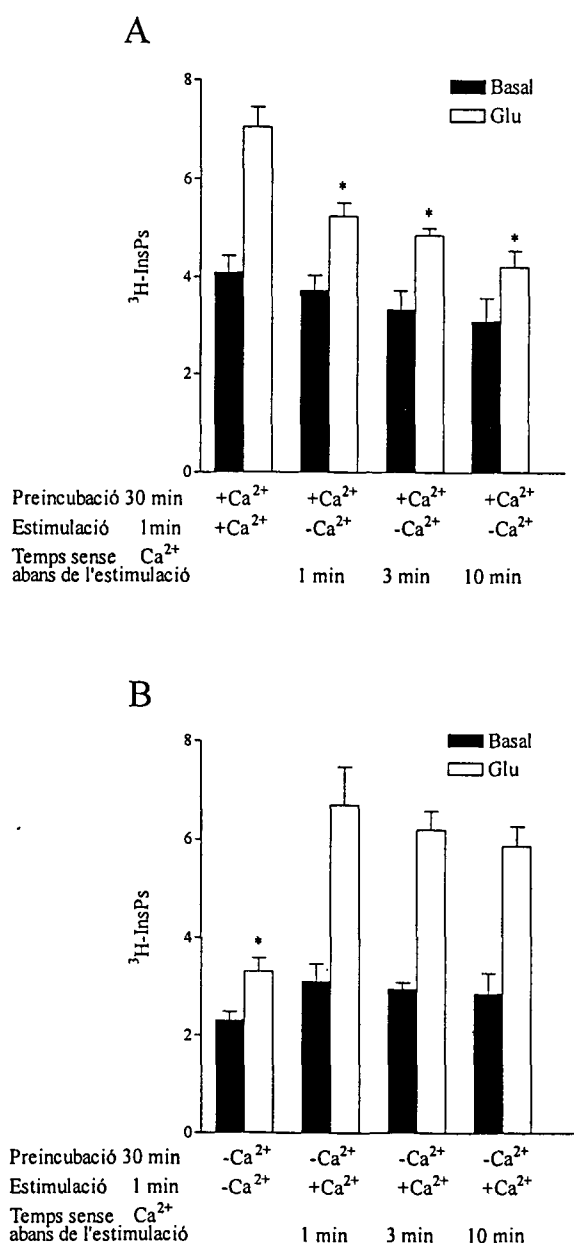 A
8
6
4
2
0
³H-InsPs
Basal
Glu
*
*
*
Preincubació 30 min +Ca²⁺ +Ca²⁺ +Ca²⁺ +Ca²⁺
Estimulació 1min +Ca²⁺ -Ca²⁺ -Ca²⁺ -Ca²⁺
Temps sense Ca²⁺
abans de l'estimulació 1 min 3 min 10 min
B
8
6
4
2
0
³H-InsPs
Basal
Glu
*
Preincubació 30 min -Ca²⁺ -Ca²⁺ -Ca²⁺ -Ca²⁺
Estimulació 1 min -Ca²⁺ +Ca²⁺ +Ca²⁺ +Ca²⁺
Temps sense Ca²⁺
abans de l'estimulació 1 min 3 min 10 min